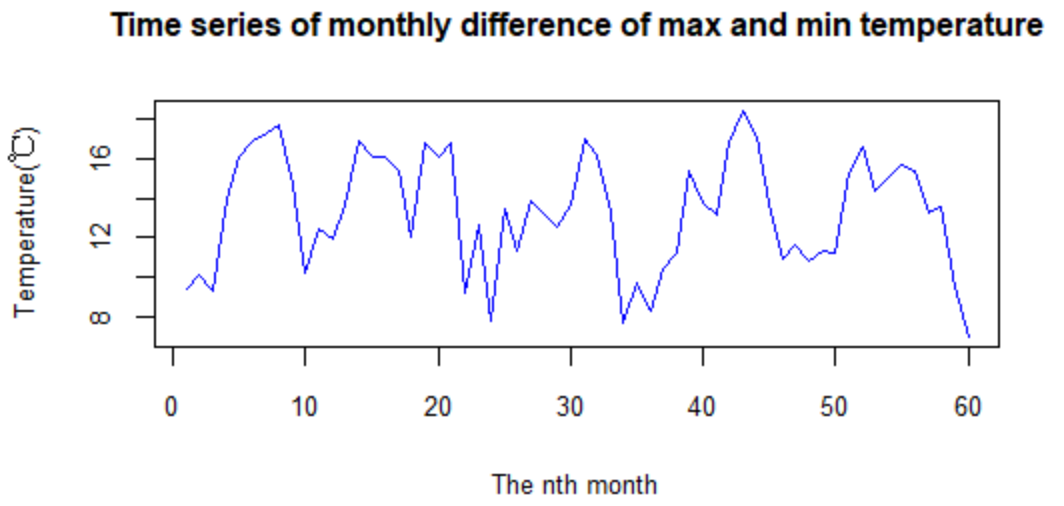 Time series of monthly difference of max and min temperature
Temperature(℃)
16
12
8
0 10 20 30 40 50 60
The nth month